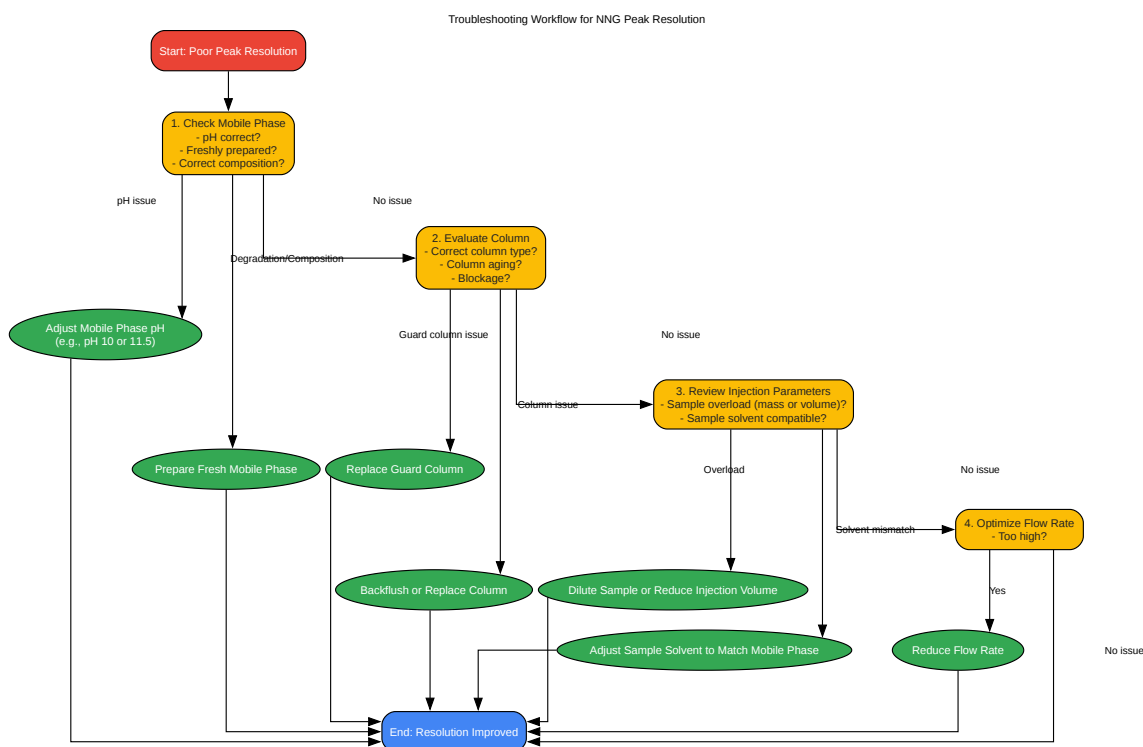 Troubleshooting Workflow for NNG Peak Resolution
Start: Poor Peak Resolution
1. Check Mobile Phase
- pH correct?
- Freshly prepared?
- Correct composition?
pH issue
No issue
2. Evaluate Column
- Correct column type?
- Column aging?
- Blockage?
Degradation/Composition
Adjust Mobile Phase pH
(e.g., pH 10 or 11.5)
Guard column issue
No issue
3. Review Injection Parameters
- Sample overload (mass or volume)?
- Sample solvent compatible?
Column issue
Prepare Fresh Mobile Phase
Replace Guard Column
Overload
No issue
4. Optimize Flow Rate
- Too high?
Solvent mismatch
Backflush or Replace Column
Dilute Sample or Reduce Injection Volume
Yes
Adjust Sample Solvent to Match Mobile Phase
Reduce Flow Rate
No issue
End: Resolution Improved